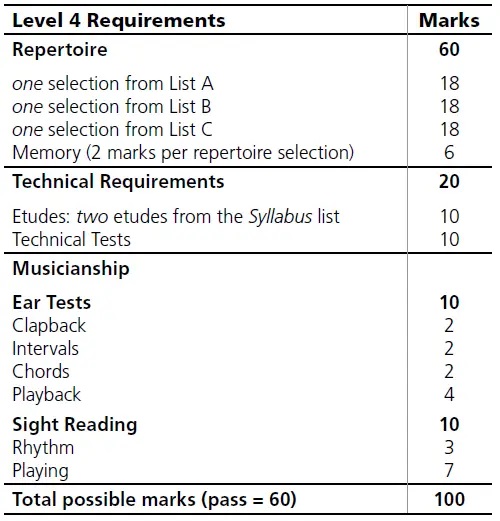 Level 4 Requirements Marks
Repertoire 60
one selection from List A 18
one selection from List B 18
one selection from List C 18
Memory (2 marks per repertoire selection) 6
Technical Requirements 20
Etudes: two etudes from the Syllabus list 10
Technical Tests 10
Musicianship
Ear Tests 10
Clapback 2
Intervals 2
Chords 2
Playback 4
Sight Reading 10
Rhythm 3
Playing 7
Total possible marks (pass = 60) 100